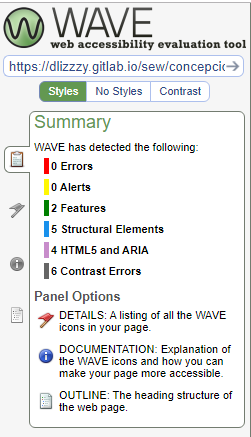 WAVE
web accessibility evaluation tool
https://dlizzzy.gitlab.io/sew/concepci
Styles No Styles Contrast
Summary
WAVE has detected the following:
0 Errors
0 Alerts
2 Features
5 Structural Elements
4 HTML5 and ARIA
6 Contrast Errors
Panel Options
DETAILS: A listing of all the WAVE
icons in your page.
DOCUMENTATION: Explanation
of the WAVE icons and how you can
make your page more accessible.
OUTLINE: The heading structure of
the web page.